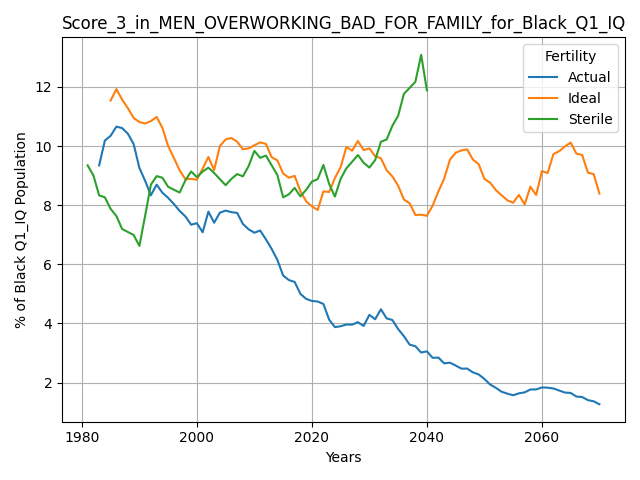 Score_3_in_MEN_OVERWORKING_BAD_FOR_FAMILY_for_Black_Q1_IQ
% of Black Q1_IQ Population
12
10
8
6
4
2
Fertility
Actual
Ideal
Sterile
1980 2000 2020 2040 2060
Years